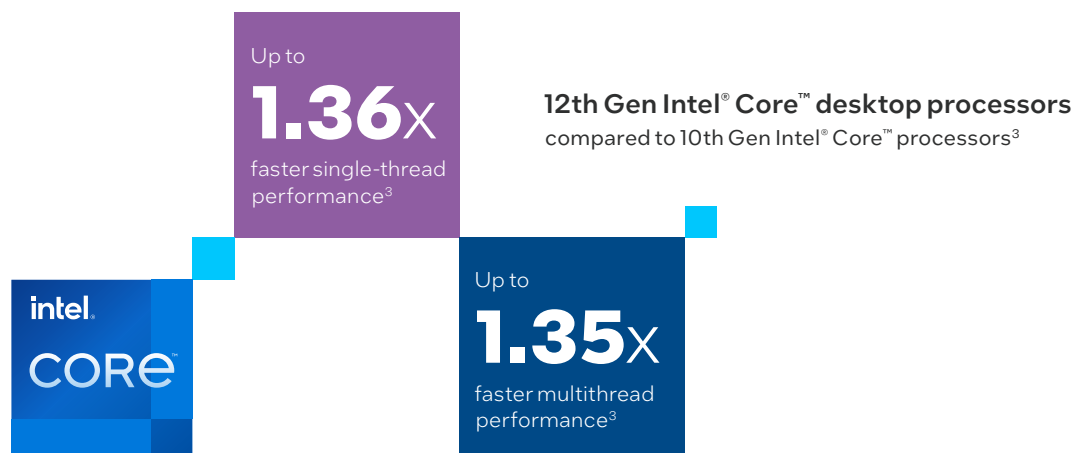 Up to
1.36X
faster single-thread
performance³
12th Gen Intel® Core™ desktop processors
compared to 10th Gen Intel® Core™ processors³
intel®
CORe™
Up to
1.35X
faster multithread
performance³